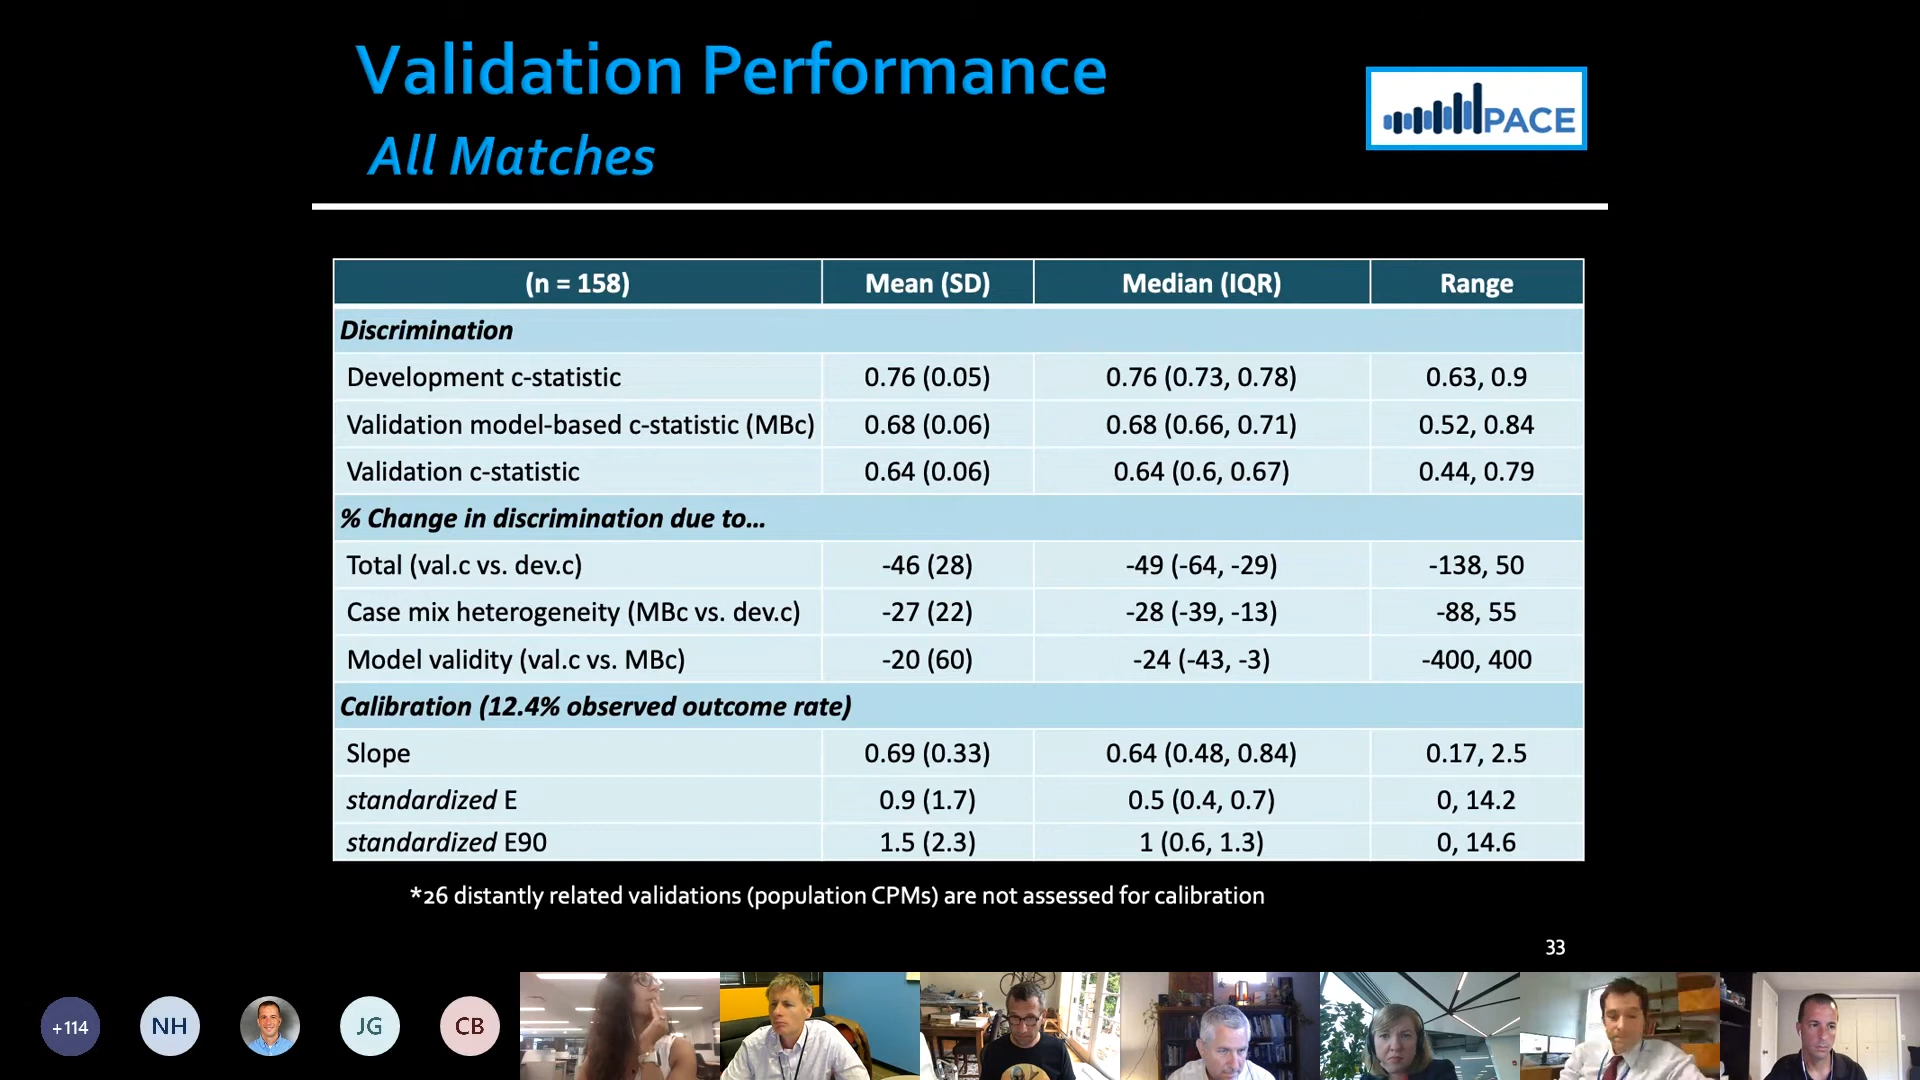 Validation Performance
All Matches
PACE
(n = 158) Mean (SD) Median (IQR) Range
Discrimination
Development c-statistic 0.76 (0.05) 0.76 (0.73, 0.78) 0.63, 0.9
Validation model-based c-statistic (MBc) 0.68 (0.06) 0.68 (0.66, 0.71) 0.52, 0.84
Validation c-statistic 0.64 (0.06) 0.64 (0.6, 0.67) 0.44, 0.79
% Change in discrimination due to...
Total (val.c vs. dev.c) -46 (28) -49 (-64, -29) -138, 50
Case mix heterogeneity (MBc vs. dev.c) -27 (22) -28 (-39, -13) -88, 55
Model validity (val.c vs. MBc) -20 (60) -24 (-43, -3) -400, 400
Calibration (12.4% observed outcome rate)
Slope 0.69 (0.33) 0.64 (0.48, 0.84) 0.17, 2.5
standardized E 0.9 (1.7) 0.5 (0.4, 0.7) 0, 14.2
standardized E90 1.5 (2.3) 1 (0.6, 1.3) 0, 14.6
*26 distantly related validations (population CPMs) are not assessed for calibration
33
+114 NH JG CB